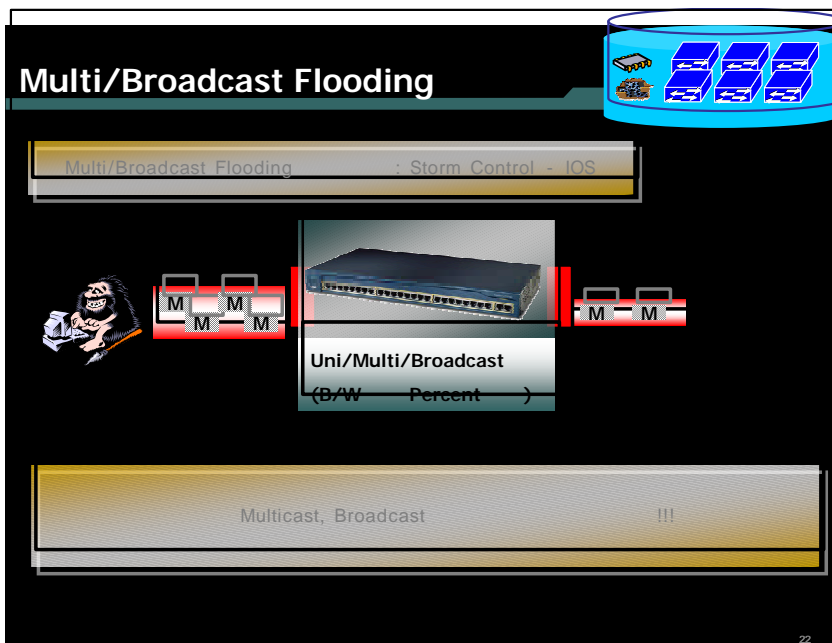 Multi/Broadcast Flooding
Multi/Broadcast Flooding : Storm Control - IOS
M M
M M
M M
Uni/Multi/Broadcast
(B/W Percent )
Multicast, Broadcast !!!
22